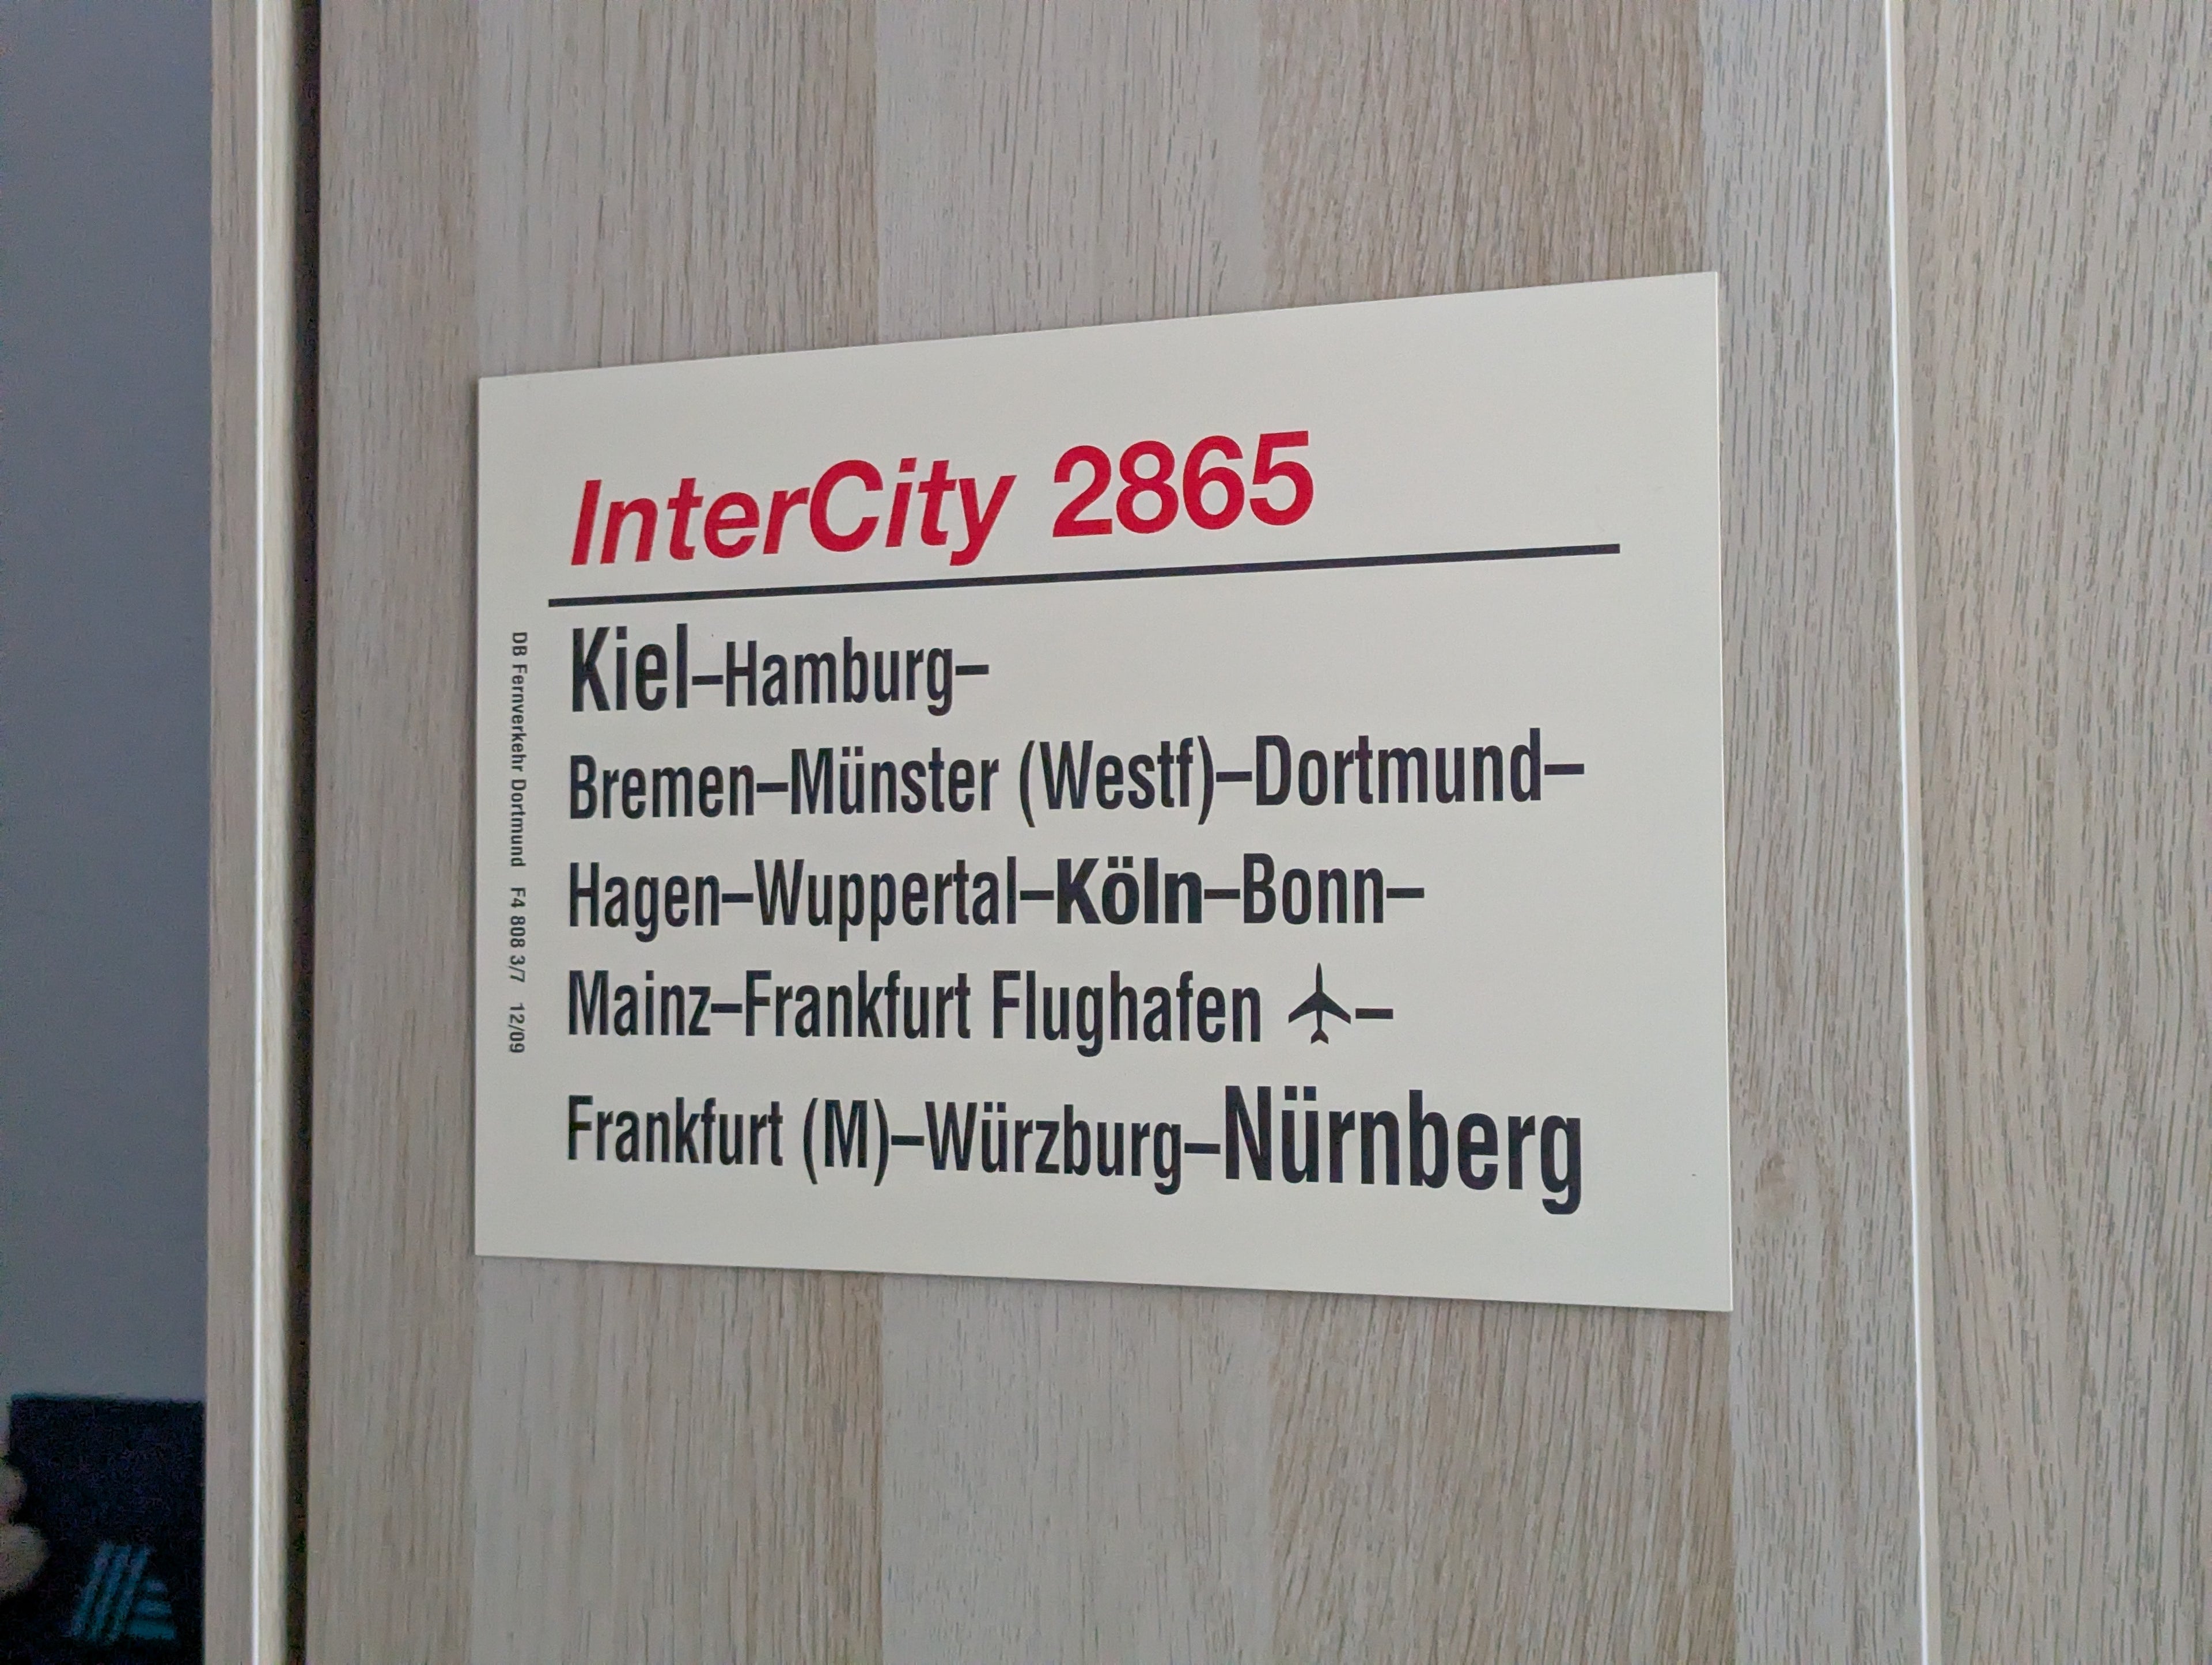 InterCity 2865
Kiel–Hamburg–
Bremen–Münster (Westf)–Dortmund–
Hagen–Wuppertal–Köln–Bonn–
Mainz–Frankfurt Flughafen ✈–
Frankfurt (M)–Würzburg–Nürnberg
DB Fernverkehr Dortmund F4 808 3/7 12/09